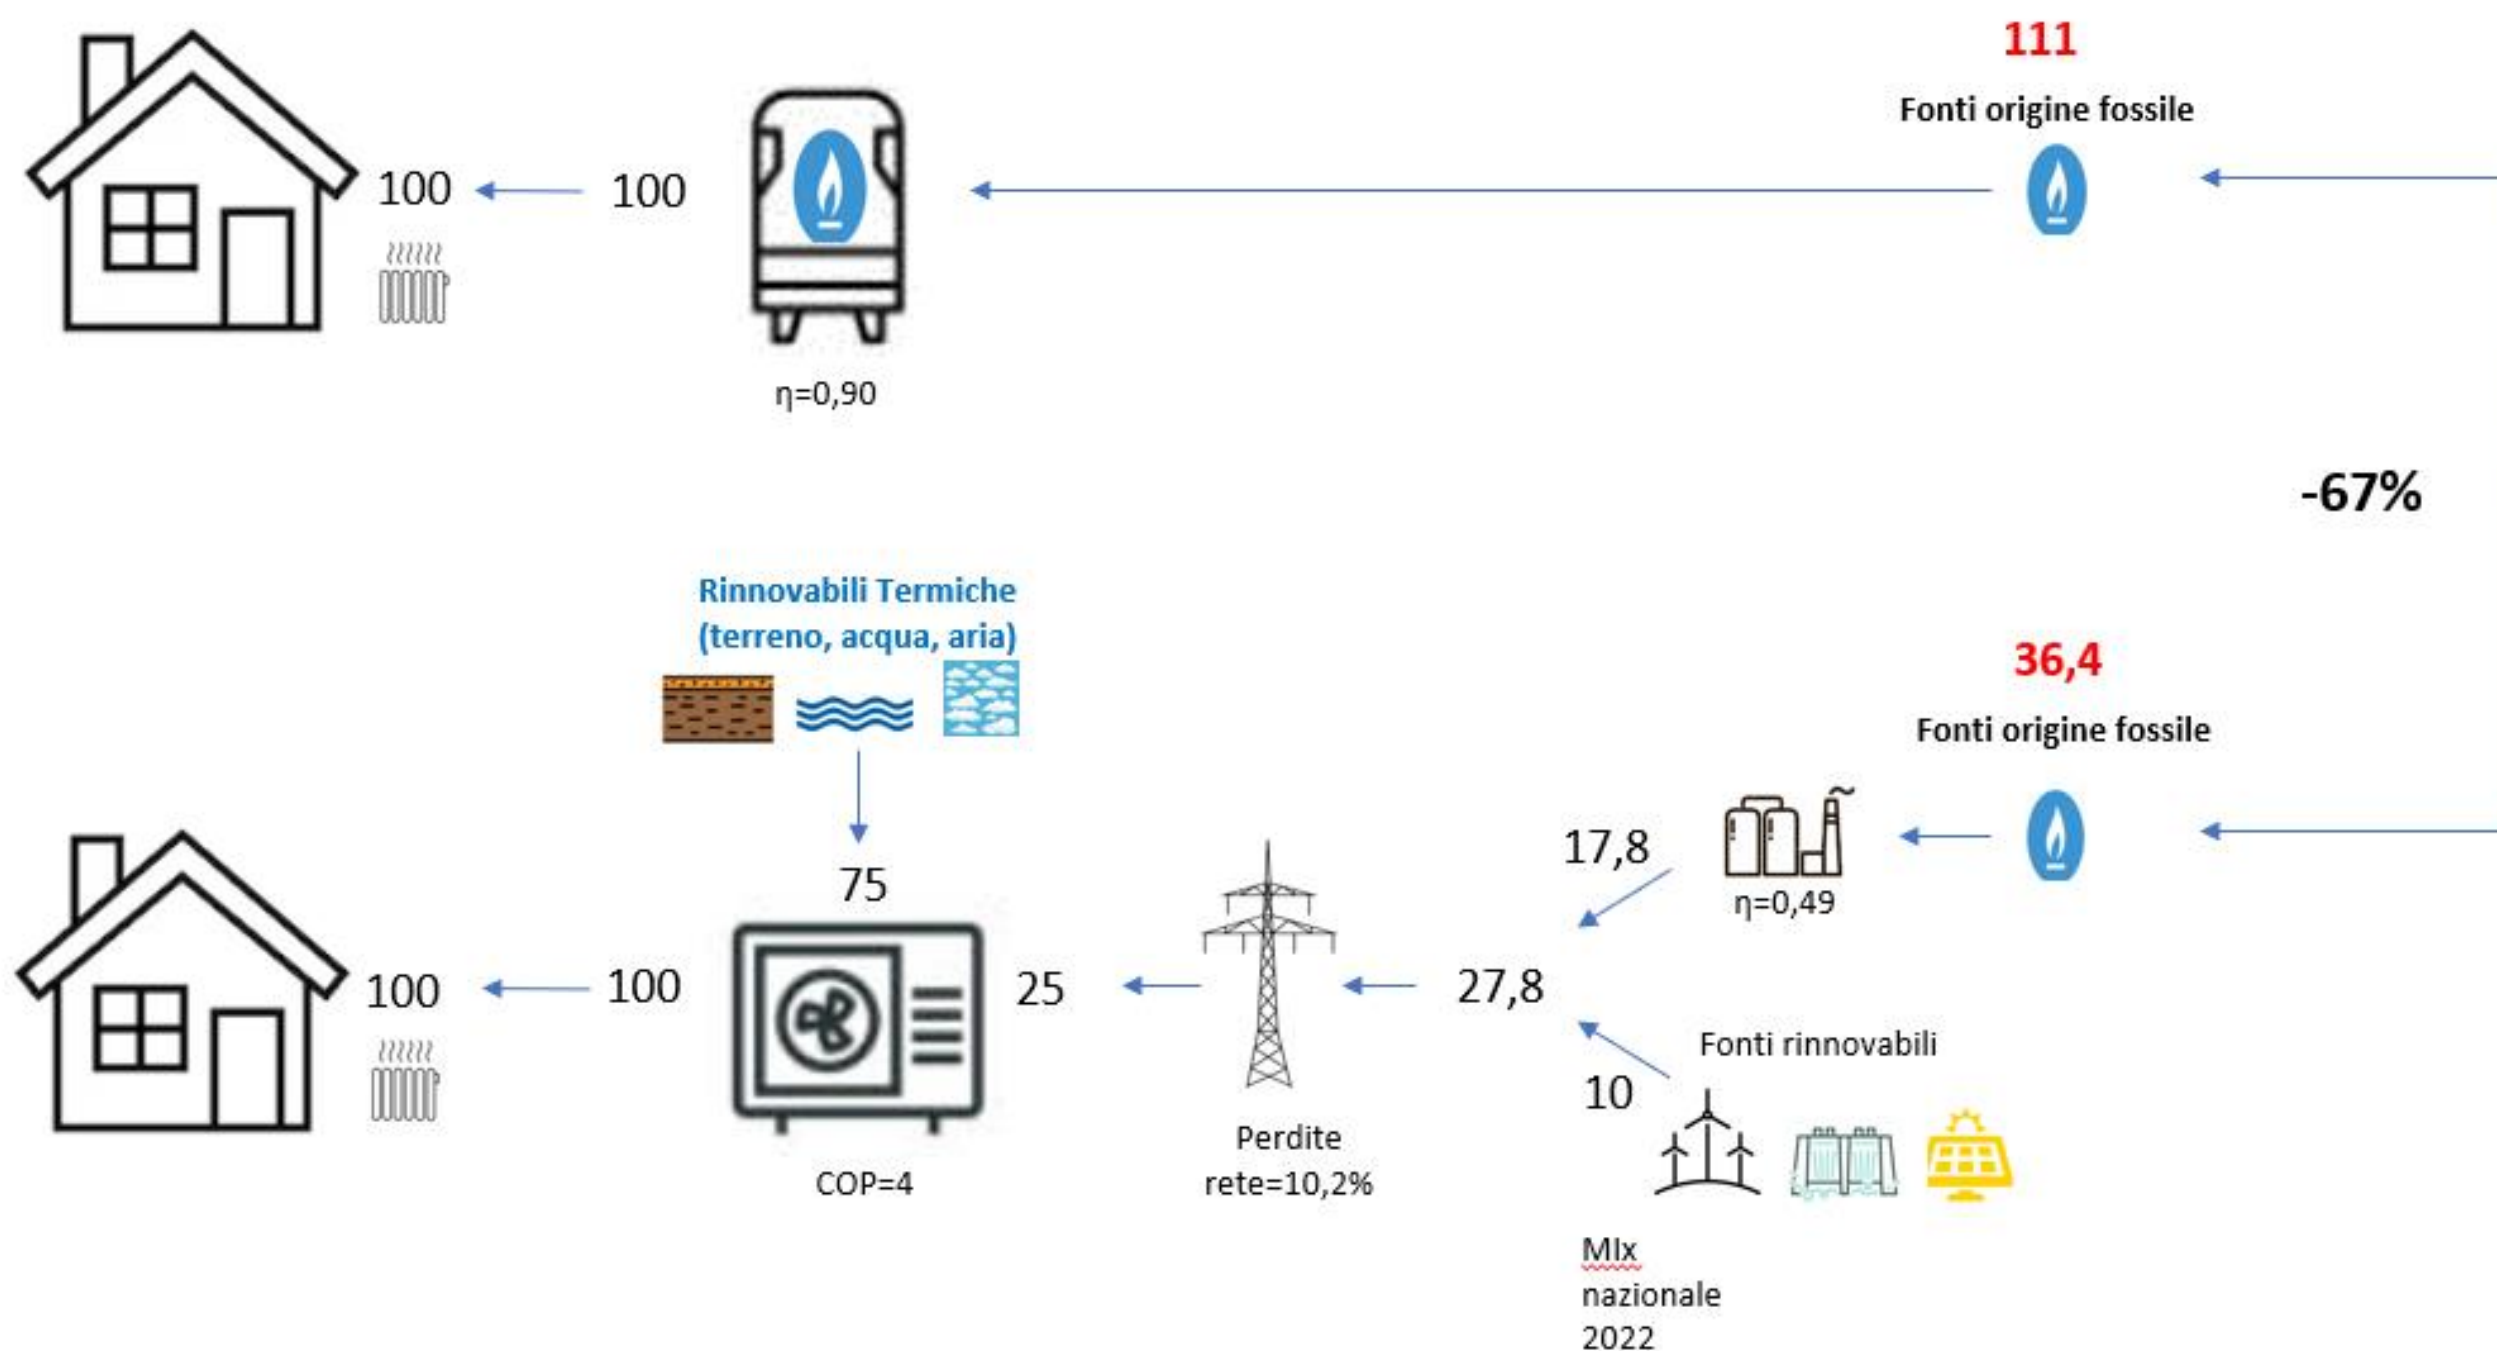 111
Fonti origine fossile
100
100
η=0,90
-67%
Rinnovabili Termiche
(terreno, acqua, aria)
36,4
Fonti origine fossile
17,8
75
η=0,49
100
100
25
27,8
Fonti rinnovabili
10
Perdite
rete=10,2%
COP=4
MIx
nazionale
2022